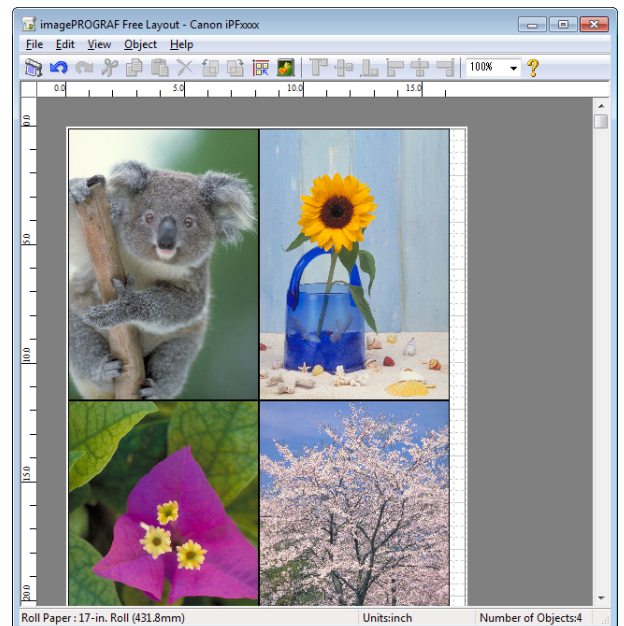 imagePROGRAF Free Layout - Canon iPFxxxx
File Edit View Object Help
100%
0.0 5.0 10.0 15.0
0.0
5.0
10.0
15.0
20.0
Roll Paper : 17-in. Roll (431.8mm) Units:inch Number of Objects:4